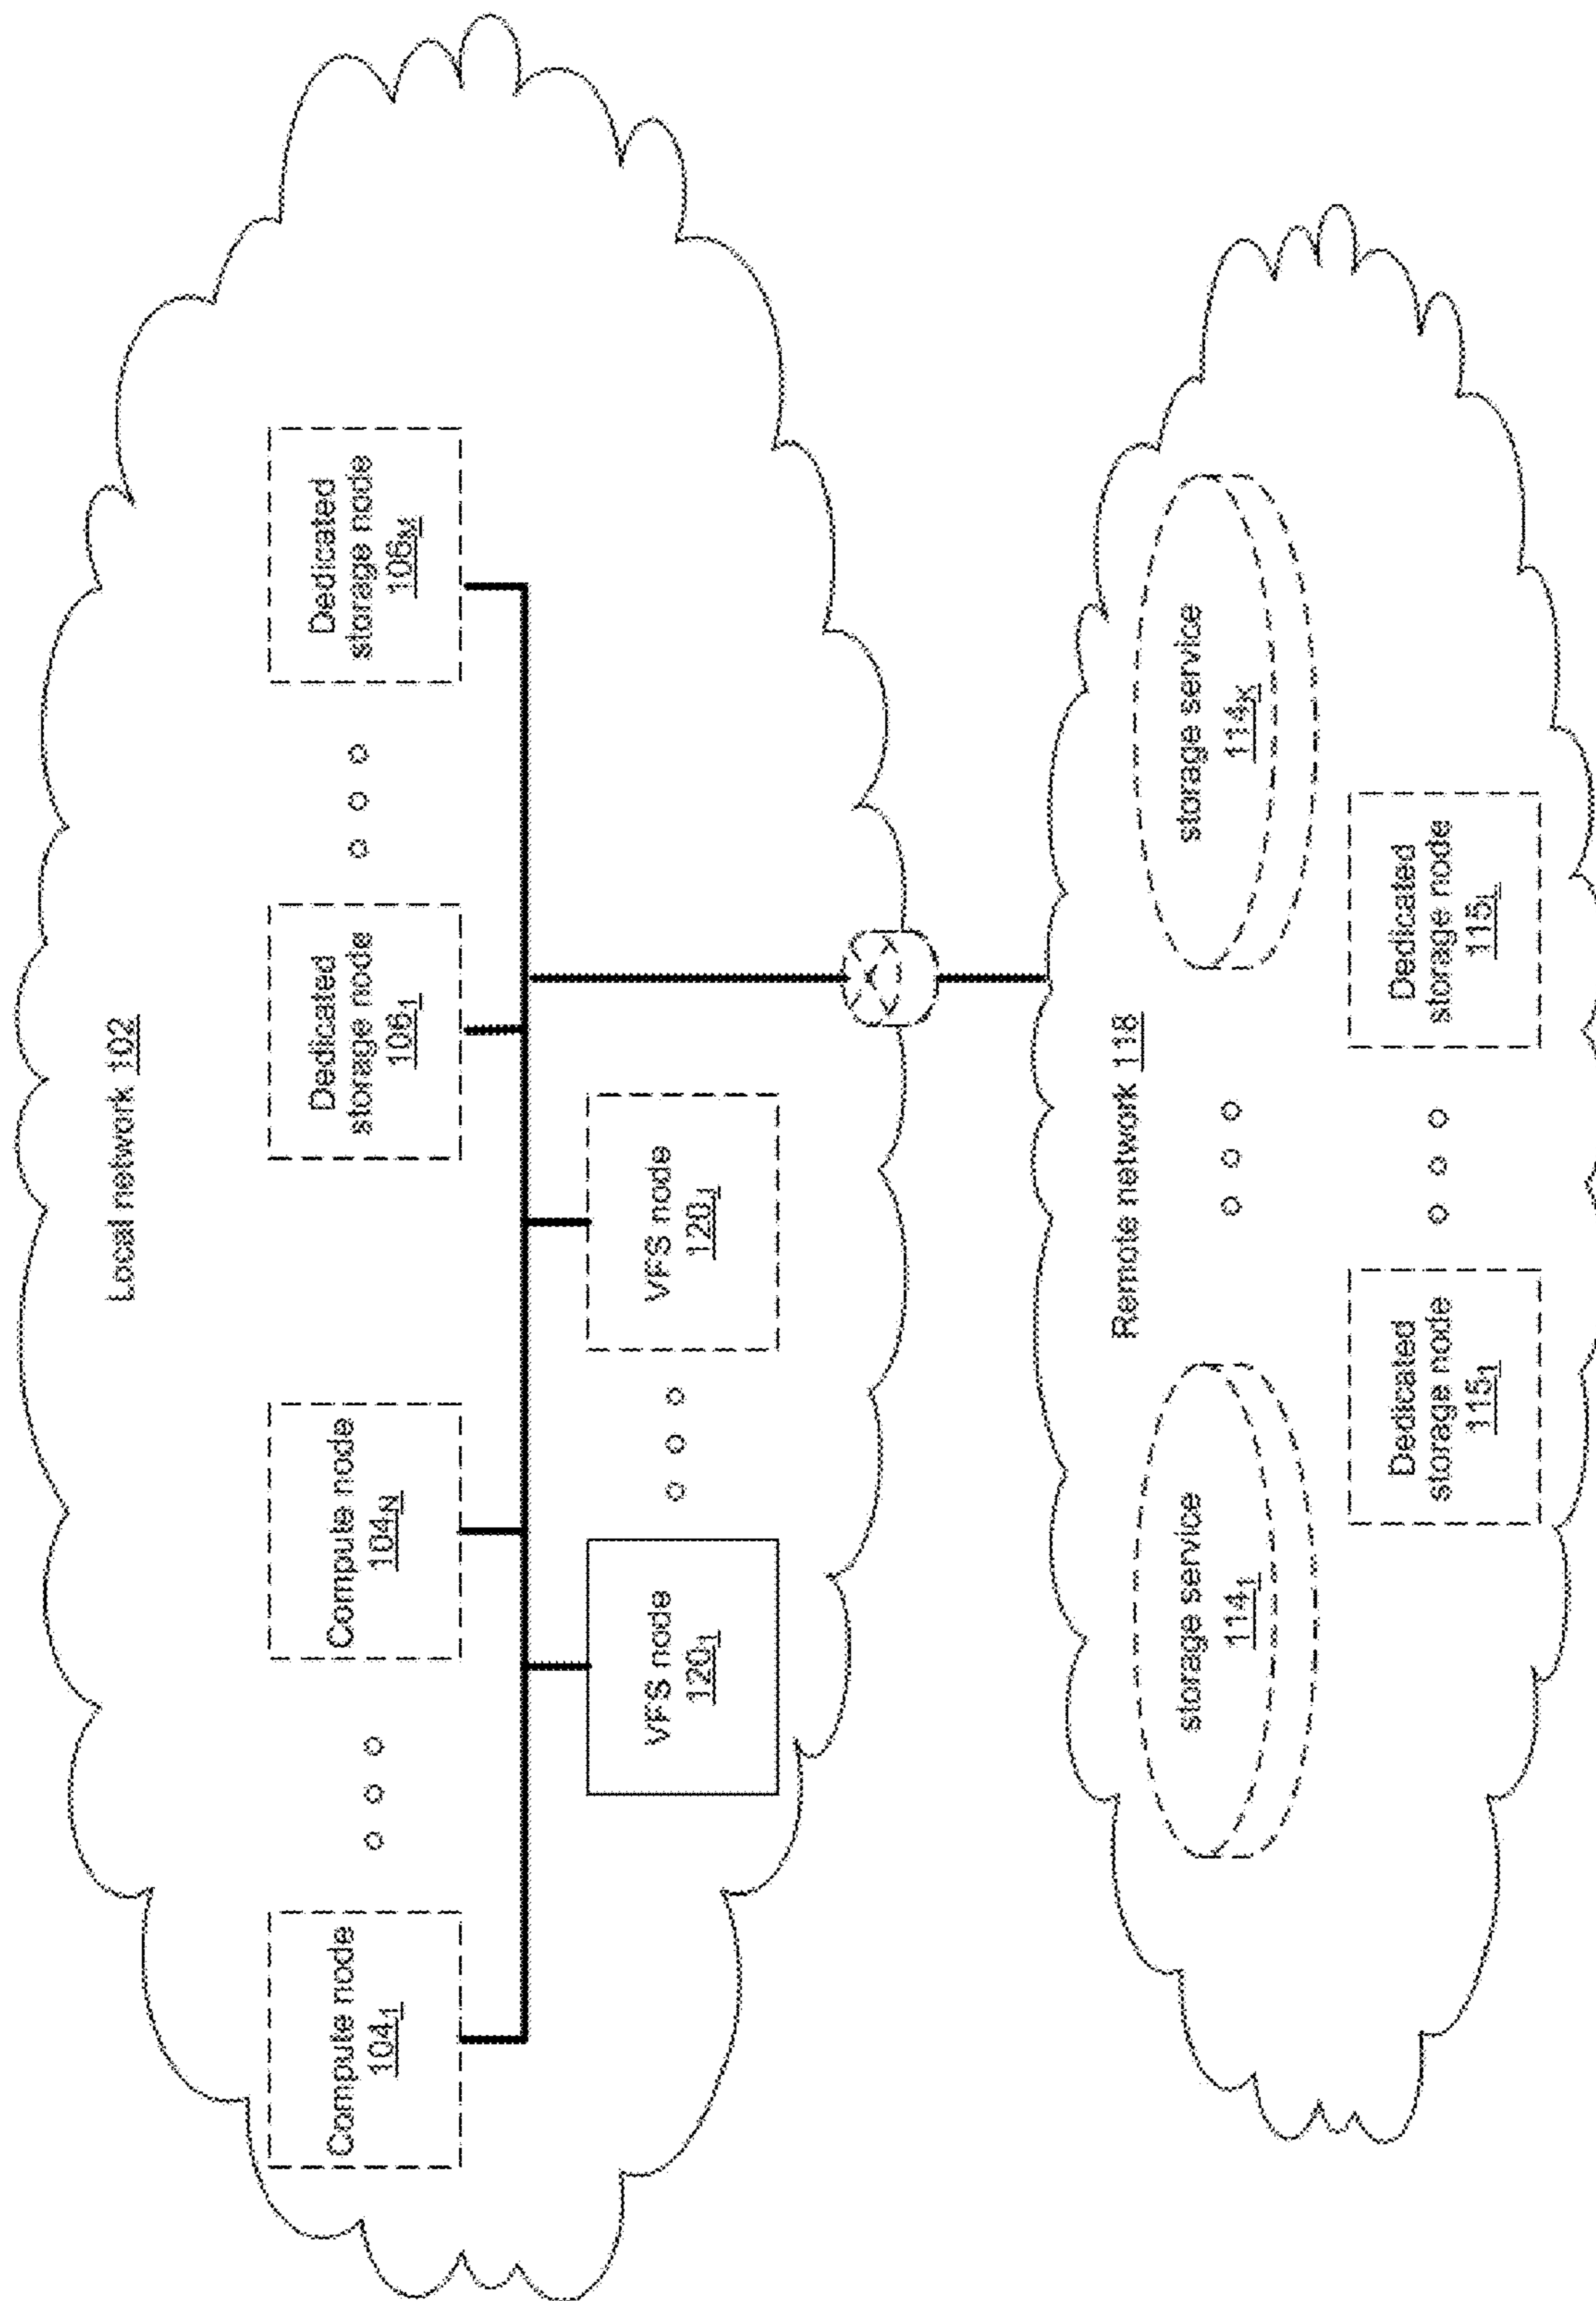 Local network 102
Compute node
104₁
Compute node
104N
Dedicated
storage node
106₁
Dedicated
storage node
106M
VFS node
120₁
VFS node
120J
Remote network 118
storage service
114₁
storage service
114K
Dedicated
storage node
115₁
Dedicated
storage node
115L